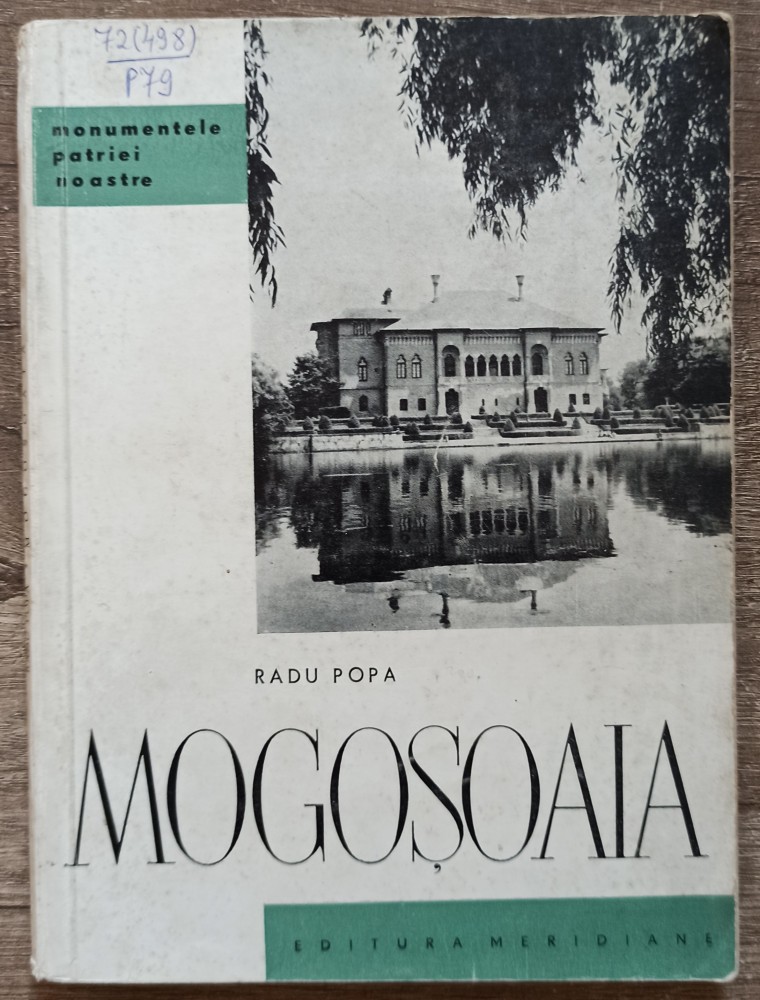 72(498)
P79
monumentele
patriei
noastre
RADU POPA
MOGOȘOAIA
EDITURA MERIDIANE